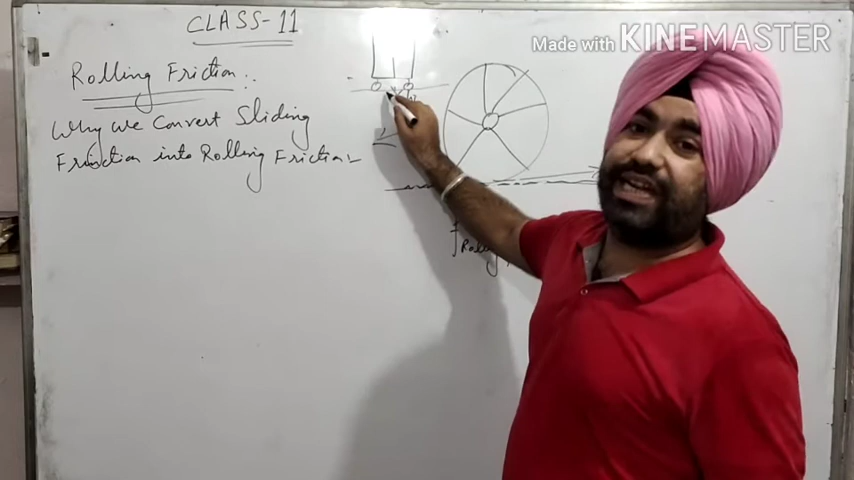 CLASS-11
Made with KINEMASTER
Rolling Friction :.
Why we Convert Sliding
Friction into Rolling Friction:-